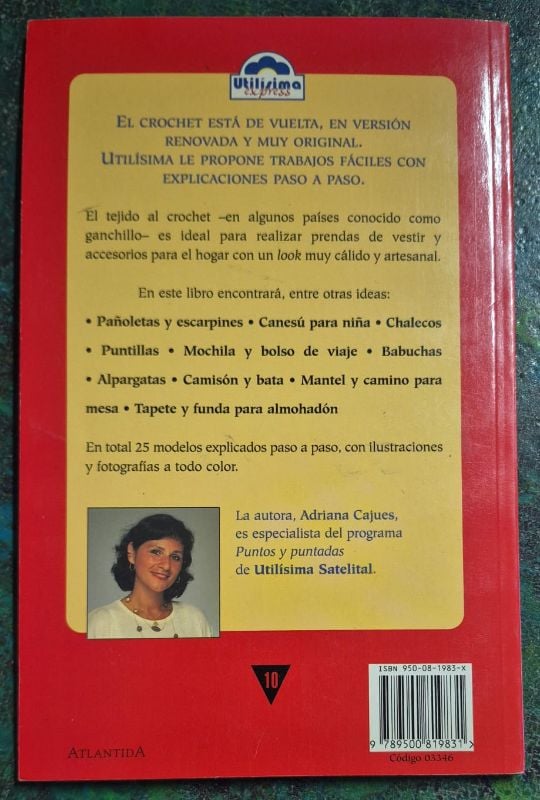 Utilísima
express
EL CROCHET ESTÁ DE VUELTA, EN VERSIÓN
RENOVADA Y MUY ORIGINAL.
UTILÍSIMA LE PROPONE TRABAJOS FÁCILES CON
EXPLICACIONES PASO A PASO.
El tejido al crochet –en algunos países conocido como
ganchillo– es ideal para realizar prendas de vestir y
accesorios para el hogar con un look muy cálido y artesanal.
En este libro encontrará, entre otras ideas:
• Pañoletas y escarpines • Canesú para niña • Chalecos
• Puntillas • Mochila y bolso de viaje • Babuchas
• Alpargatas • Camisón y bata • Mantel y camino para
mesa • Tapete y funda para almohadón
En total 25 modelos explicados paso a paso, con ilustraciones
y fotografías a todo color.
La autora, Adriana Cajues,
es especialista del programa
Puntos y puntadas
de Utilísima Satelital.
10
ISBN 950-08-1983-X
9 789500 819831 >
Código 03346
ATLANTIDA